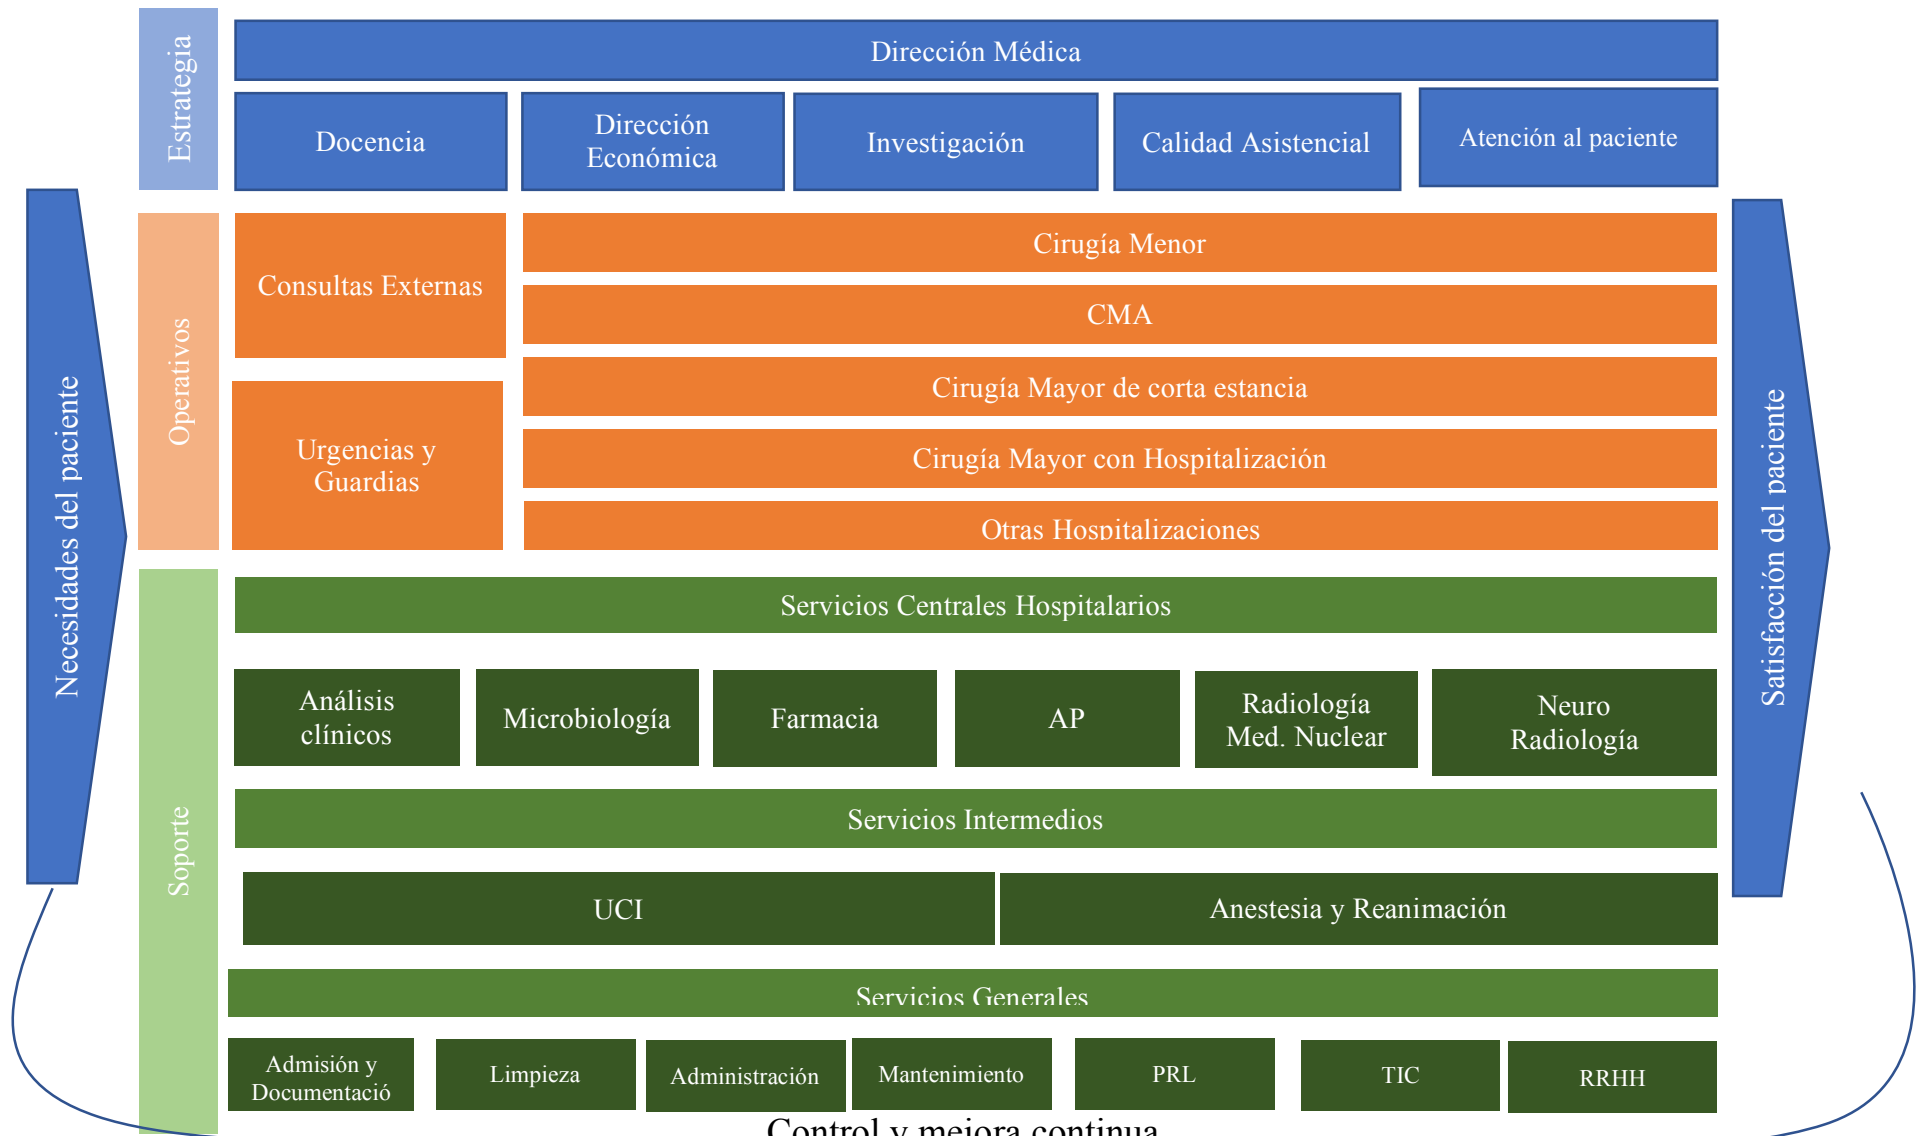 Estrategia
Dirección Médica
Docencia
Dirección
Económica
Investigación
Calidad Asistencial
Atención al paciente
Necesidades del paciente
Operativos
Consultas Externas
Urgencias y
Guardias
Cirugía Menor
CMA
Cirugía Mayor de corta estancia
Cirugía Mayor con Hospitalización
Otras Hospitalizaciones
Satisfacción del paciente
Soporte
Servicios Centrales Hospitalarios
Análisis
clínicos
Microbiología
Farmacia
AP
Radiología
Med. Nuclear
Neuro
Radiología
Servicios Intermedios
UCI
Anestesia y Reanimación
Servicios Generales
Admisión y
Documentació
Limpieza
Administración
Mantenimiento
PRL
TIC
RRHH
Control y mejora continua